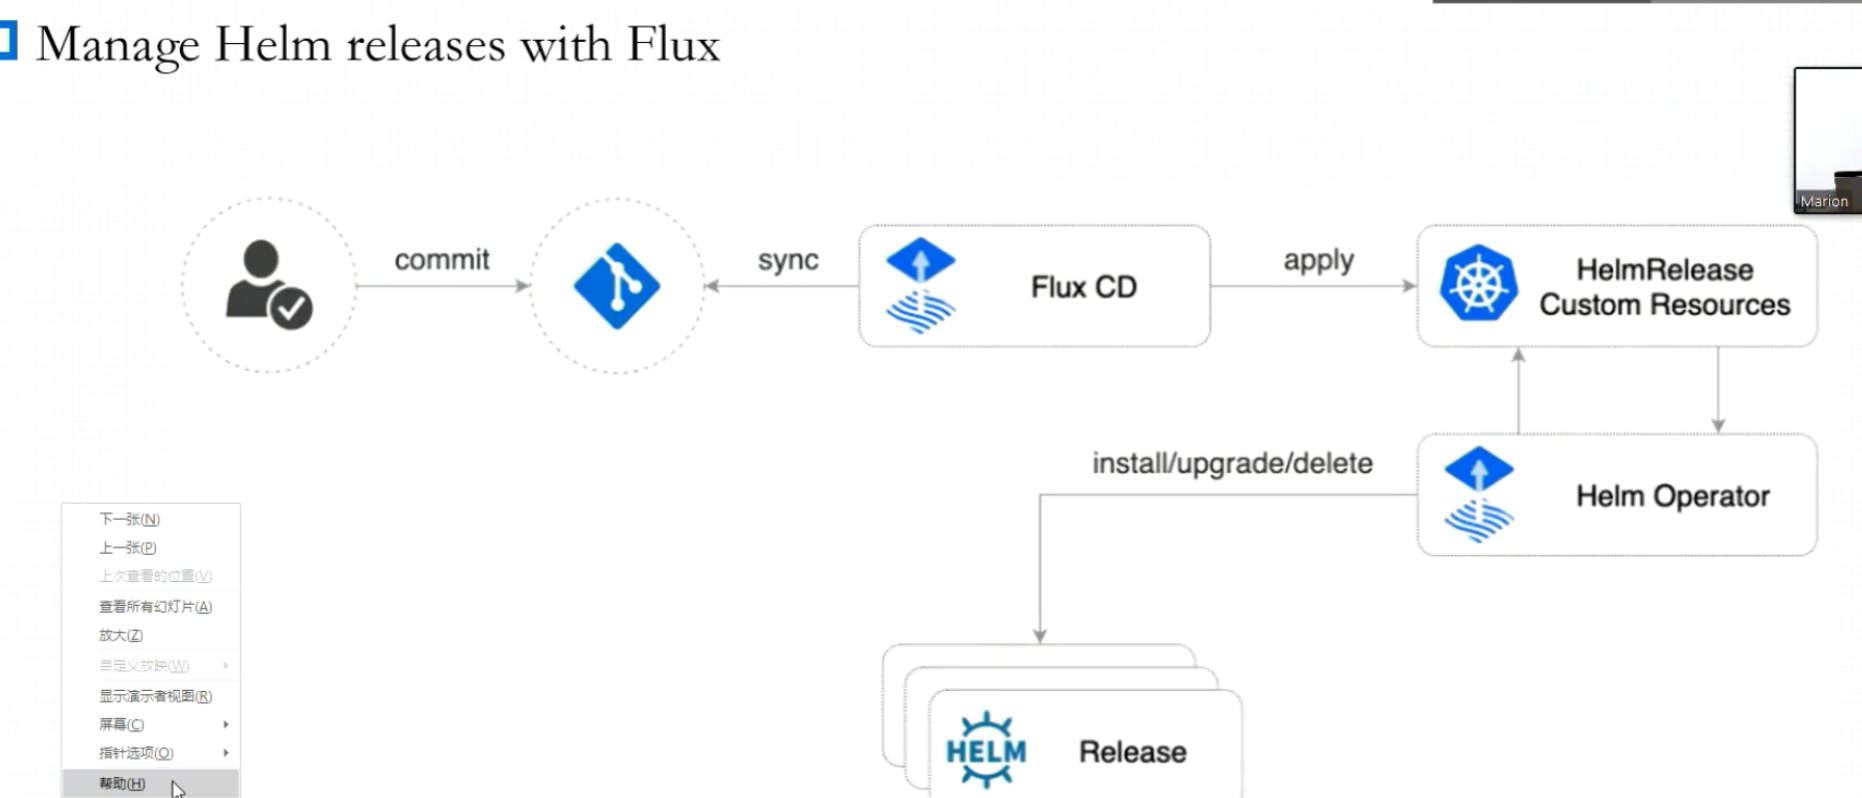 Manage Helm releases with Flux
Marion
commit
sync
Flux CD
apply
HelmRelease
Custom Resources
install/upgrade/delete
Helm Operator
下一张(N)
上一张(P)
上次查看的位置(V)
查看所有幻灯片(A)
放大(Z)
自定义放映(W)
显示演示者视图(R)
屏幕(C)
指针选项(O)
帮助(H)
HELM
Release